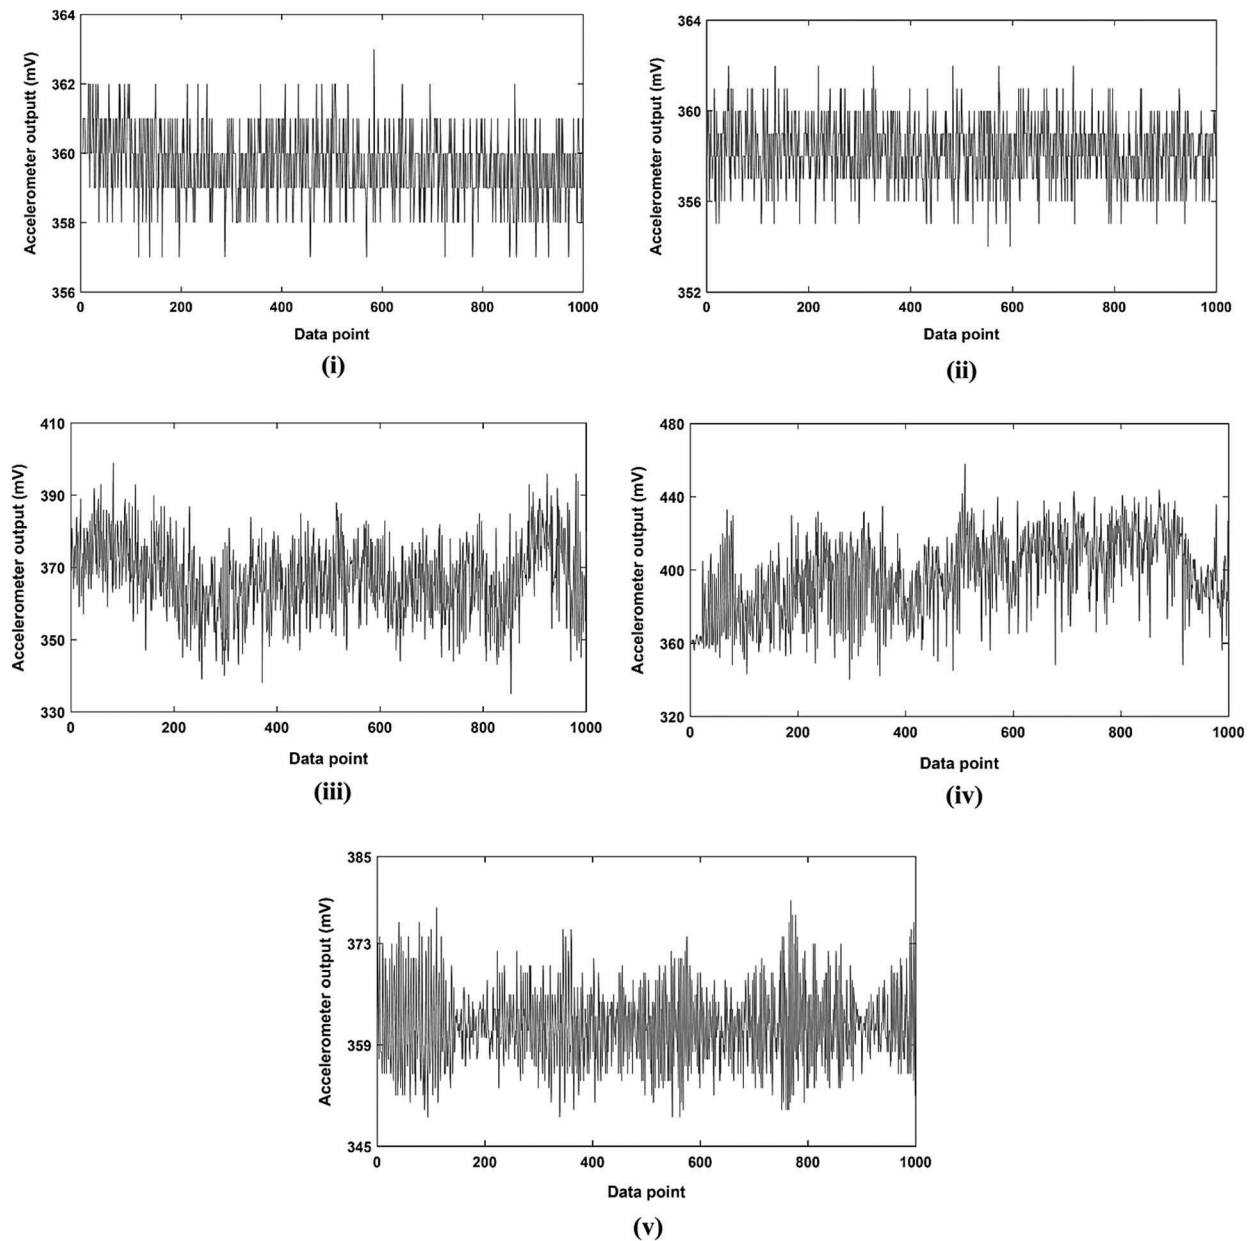 364
362
360
358
356
Accelerometer outputt (mV)
0 200 400 600 800 1000
Data point
(i)
364
360
356
352
Accelerometer output (mV)
0 200 400 600 800 1000
Data point
(ii)
410
390
370
350
330
Accelerometer output (mV)
0 200 400 600 800 1000
Data point
(iii)
480
440
400
360
320
Accelerometer output (mV)
0 200 400 600 800 1000
Data point
(iv)
385
373
359
345
Accelerometer output (mV)
0 200 400 600 800 1000
Data point
(v)